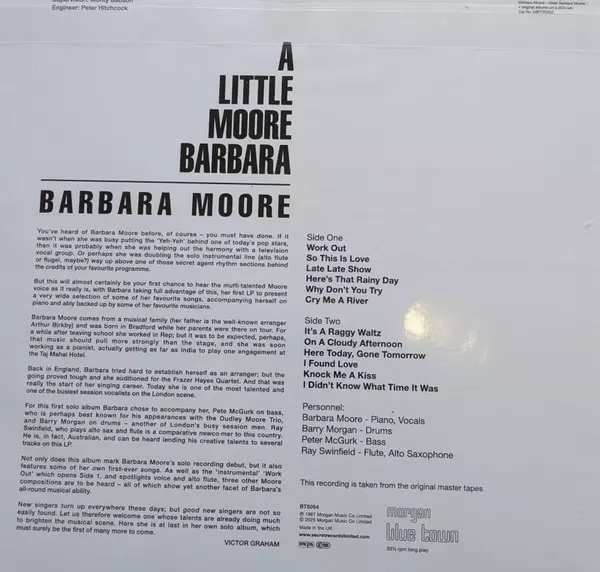 Engineer: Peter Hitchcock
A
LITTLE
MOORE
BARBARA
BARBARA MOORE
You've heard of Barbara Moore before, of course – you must have done. If it
wasn't when she was busy putting the 'Yeh-Yeh' behind one of today's pop stars,
then it was probably when she was helping out the harmony with a television
vocal group. Or perhaps she was doubling the solo instrumental line (alto flute
or flugel, maybe?) way up above one of those secret agent rhythm sections behind
the credits of your favourite programme.
But this will almost certainly be your first chance to hear the multi-talented Moore
voice as it really is, with Barbara taking full advantage of this, her first LP to present
a very wide selection of some of her favourite songs, accompanying herself on
piano and ably backed up by some of her favourite musicians.
Barbara Moore comes from a musical family (her father is the well-known arranger
Arthur Birkby) and was born in Bradford while her parents were there on tour. For
a while after leaving school she worked in Rep; but it was to be expected, perhaps,
that music should pull more strongly than the stage, and she was soon
working as a pianist, actually getting as far as India to play one engagement at
the Taj Mahal Hotel.
Back in England, Barbara tried hard to establish herself as an arranger; but the
going proved tough and she auditioned for the Frazer Hayes Quartet. And that was
really the start of her singing career. Today she is one of the most talented and
one of the busiest session vocalists on the London scene.
For this first solo album Barbara chose to accompany her, Pete McGurk on bass,
who is perhaps best known for his appearances with the Dudley Moore Trio,
and Barry Morgan on drums – another of London's busy session men. Ray
Swinfield, who plays alto sax and flute is a comparative newco-mer to this country.
He is, in fact, Australian, and can be heard lending his creative talents to several
tracks on this LP.
Not only does this album mark Barbara Moore's solo recording debut, but it also
features some of her own first-ever songs. As well as the 'instrumental' 'Work
Out' which opens Side 1, and spotlights voice and alto flute, three other Moore
compositions are to be heard – all of which show yet another facet of Barbara's
all-round musical ability.
New singers turn up everywhere these days; but good new singers are not so
easily found. Let us therefore welcome one whose talents are already doing much
to brighten the musical scene. Here she is at last in her own solo album, which
must surely be the first of many more to come.
VICTOR GRAHAM
Side One
Work Out
So This Is Love
Late Late Show
Here's That Rainy Day
Why Don't You Try
Cry Me A River
Side Two
It's A Raggy Waltz
On A Cloudy Afternoon
Here Today, Gone Tomorrow
I Found Love
Knock Me A Kiss
I Didn't Know What Time It Was
Personnel:
Barbara Moore - Piano, Vocals
Barry Morgan - Drums
Peter McGurk - Bass
Ray Swinfield - Flute, Alto Saxophone
This recording is taken from the original master tapes
BT5054
℗ 1967 Morgan Music Co Limited
© 2025 Morgan Music Co Limited
Made in the UK
www.secretrecordslimited.com
morgan
blue town
33⅓ rpm long play